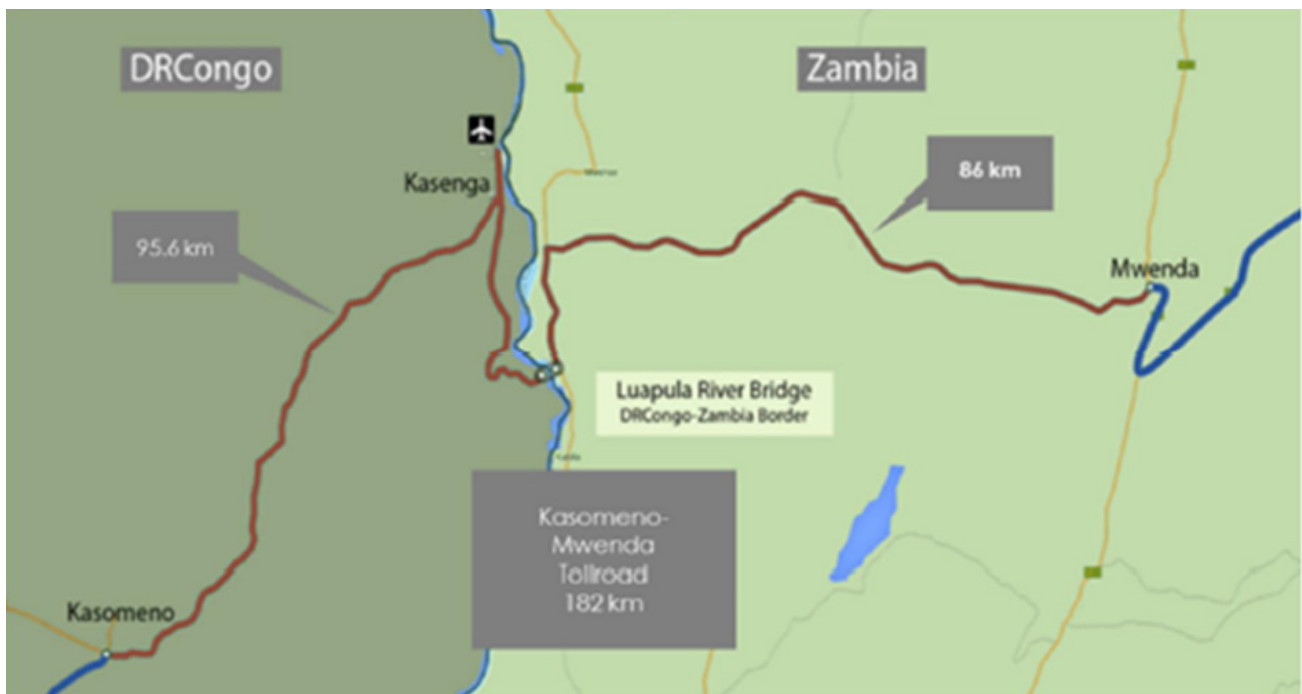 DRCongo
Zambia
86 km
Kasenga
95.6 km
Mwenda
Luapula River Bridge
DRCongo-Zambia Border
Kasomeno-
Mwenda
Tollroad
182 km
Kasomeno